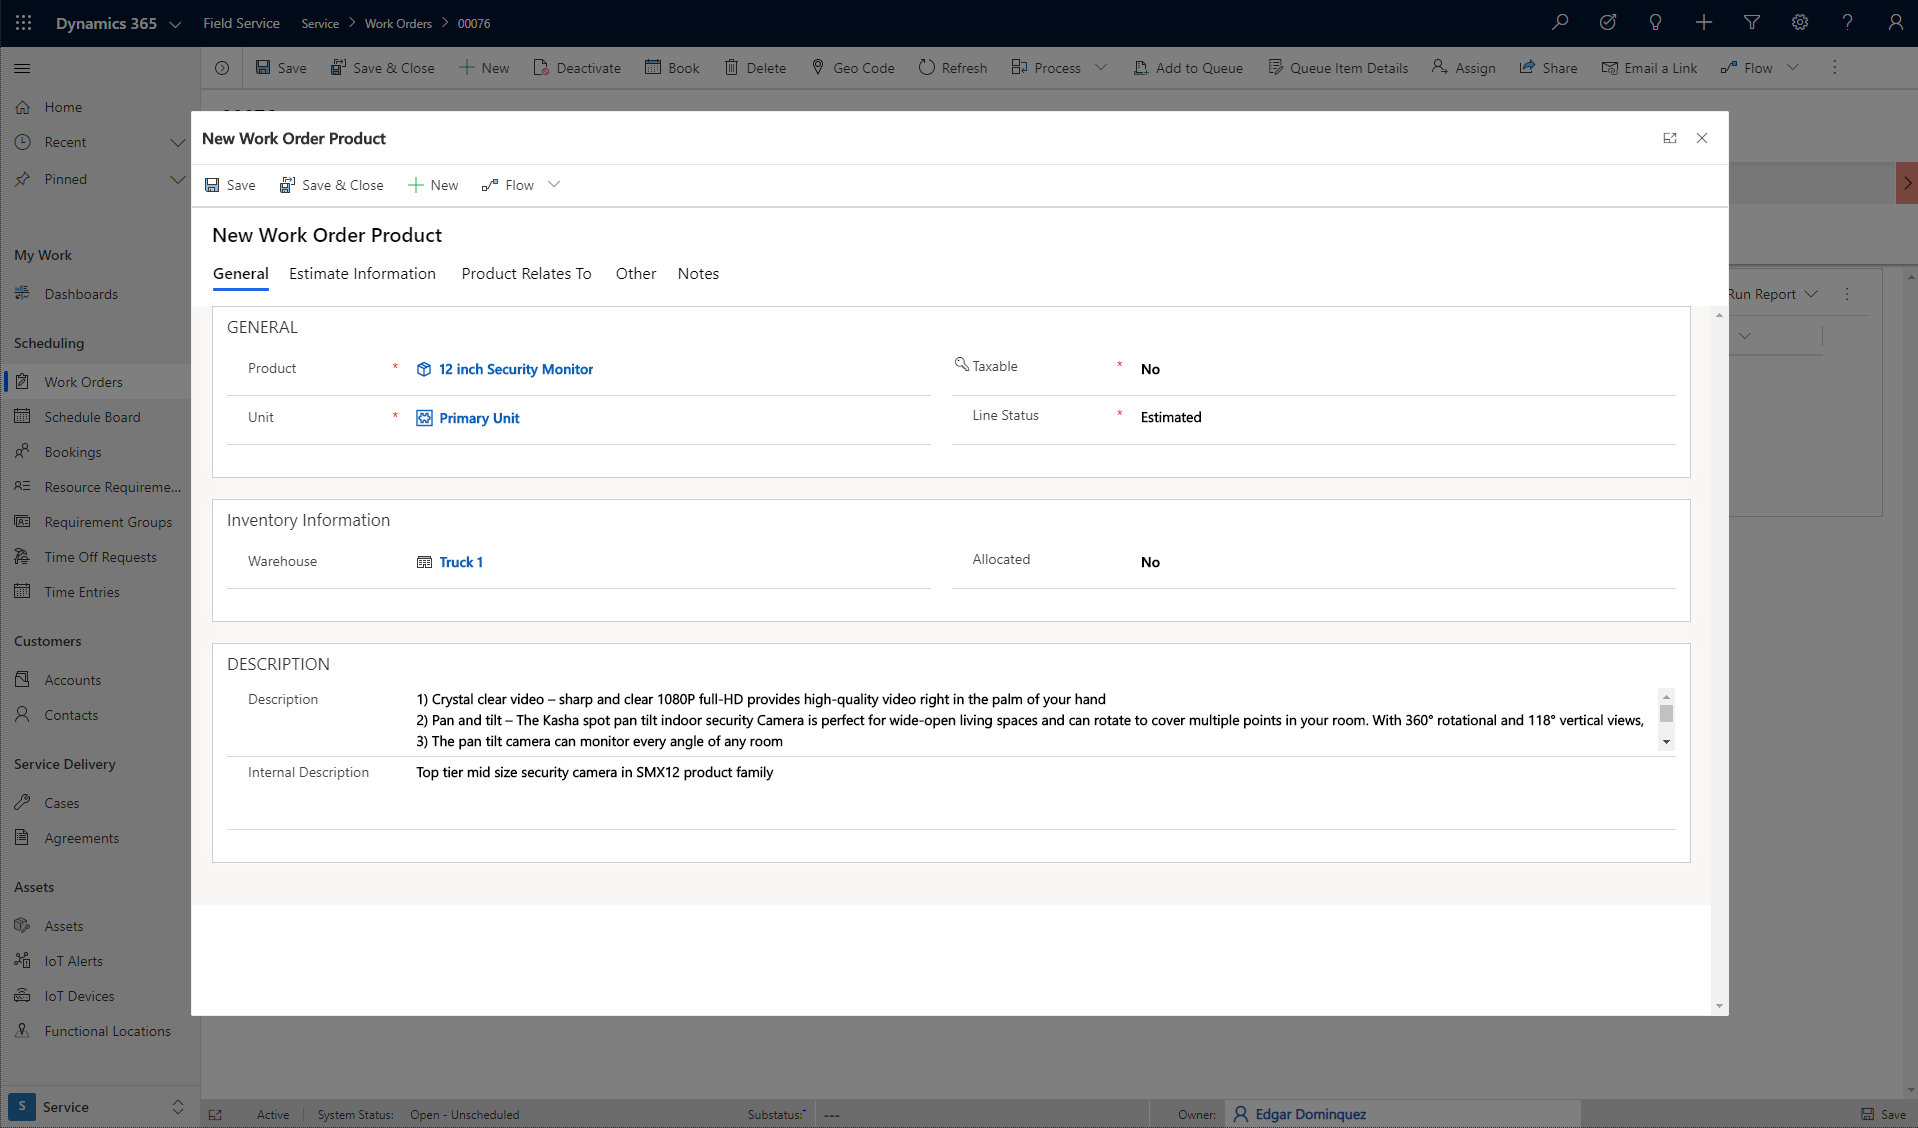 Dynamics 365 Field Service Service > Work Orders > 00076
Save Save & Close New Deactivate Book Delete Geo Code Refresh Process Add to Queue Queue Item Details Assign Share Email a Link Flow
Home
Recent
Pinned
My Work
Dashboards
Scheduling
Work Orders
Schedule Board
Bookings
Resource Requireme...
Requirement Groups
Time Off Requests
Time Entries
Customers
Accounts
Contacts
Service Delivery
Cases
Agreements
Assets
Assets
IoT Alerts
IoT Devices
Functional Locations
S Service
New Work Order Product
Save Save & Close New Flow
New Work Order Product
General Estimate Information Product Relates To Other Notes
GENERAL
Product * 12 inch Security Monitor
Taxable * No
Unit * Primary Unit
Line Status * Estimated
Inventory Information
Warehouse Truck 1
Allocated No
DESCRIPTION
Description 1) Crystal clear video – sharp and clear 1080P full-HD provides high-quality video right in the palm of your hand
2) Pan and tilt – The Kasha spot pan tilt indoor security Camera is perfect for wide-open living spaces and can rotate to cover multiple points in your room. With 360° rotational and 118° vertical views,
3) The pan tilt camera can monitor every angle of any room
Internal Description Top tier mid size security camera in SMX12 product family
Run Report
Active System Status: Open - Unscheduled Substatus: --- Owner: Edgar Dominquez Save